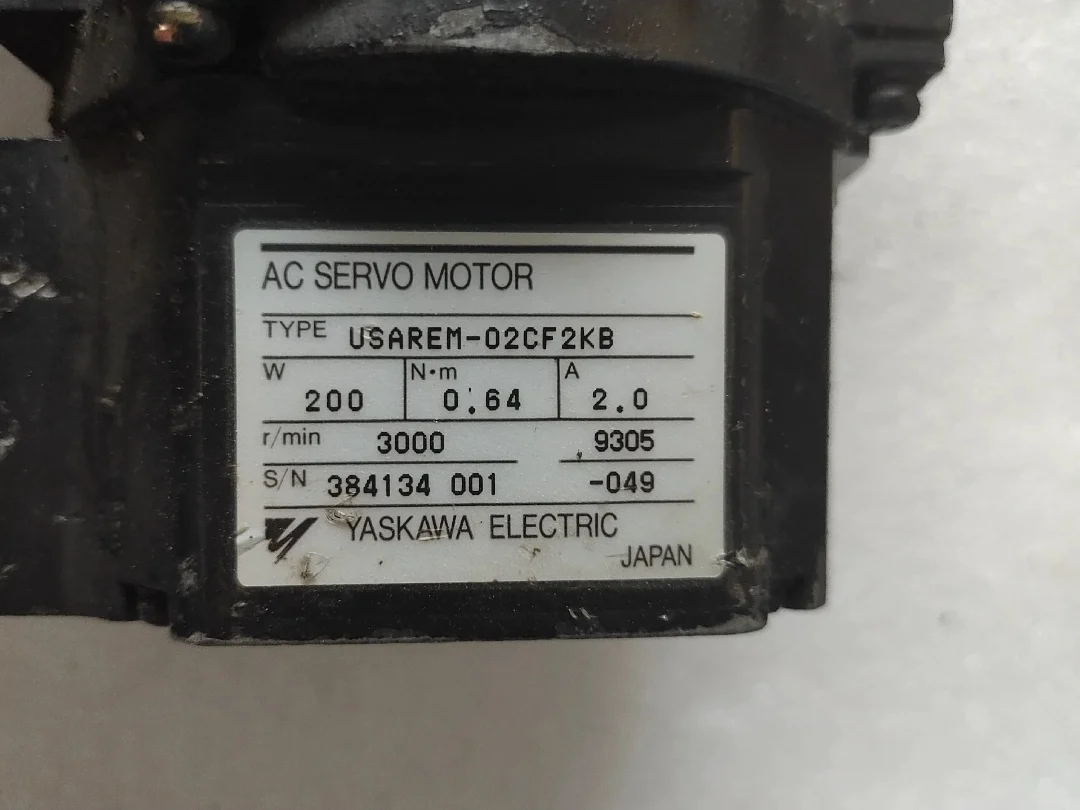 AC SERVO MOTOR
TYPE USAREM-02CF2KB
W 200 N·m 0.64 A 2.0
r/min 3000 9305
S/N 384134 001 -049
YASKAWA ELECTRIC
JAPAN